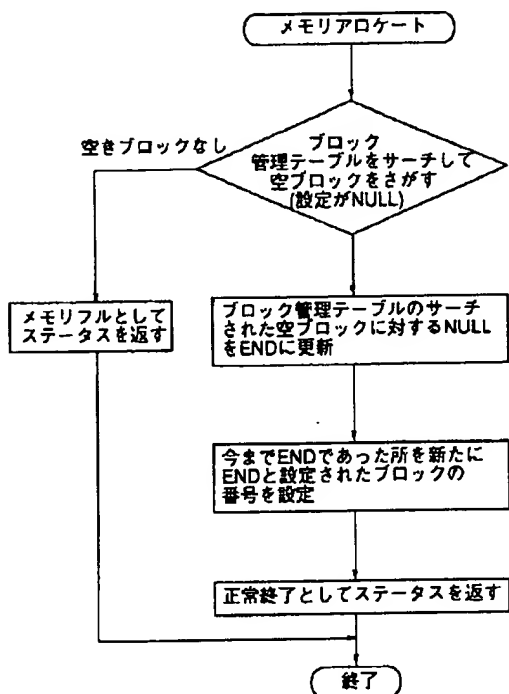 メモリアロケート
空きブロックなし
ブロック
管理テーブルをサーチして
空ブロックをさがす
(設定がNULL)
メモリフルとして
ステータスを返す
ブロック管理テーブルのサーチ
された空ブロックに対するNULL
をENDに更新
今までENDであった所を新たに
ENDと設定されたブロックの
番号を設定
正常終了としてステータスを返す
終了